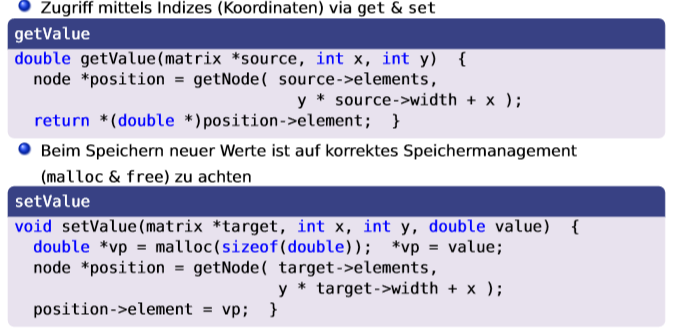 Zugriff mittels Indizes (Koordinaten) via get & set
getValue
double getValue(matrix *source, int x, int y)  {
  node *position = getNode( source->elements,
                              y * source->width + x );
  return *(double *)position->element;  }
Beim Speichern neuer Werte ist auf korrektes Speichermanagement
(malloc & free) zu achten
setValue
void setValue(matrix *target, int x, int y, double value)  {
  double *vp = malloc(sizeof(double));  *vp = value;
  node *position = getNode( target->elements,
                            y * target->width + x );
  position->element = vp;  }